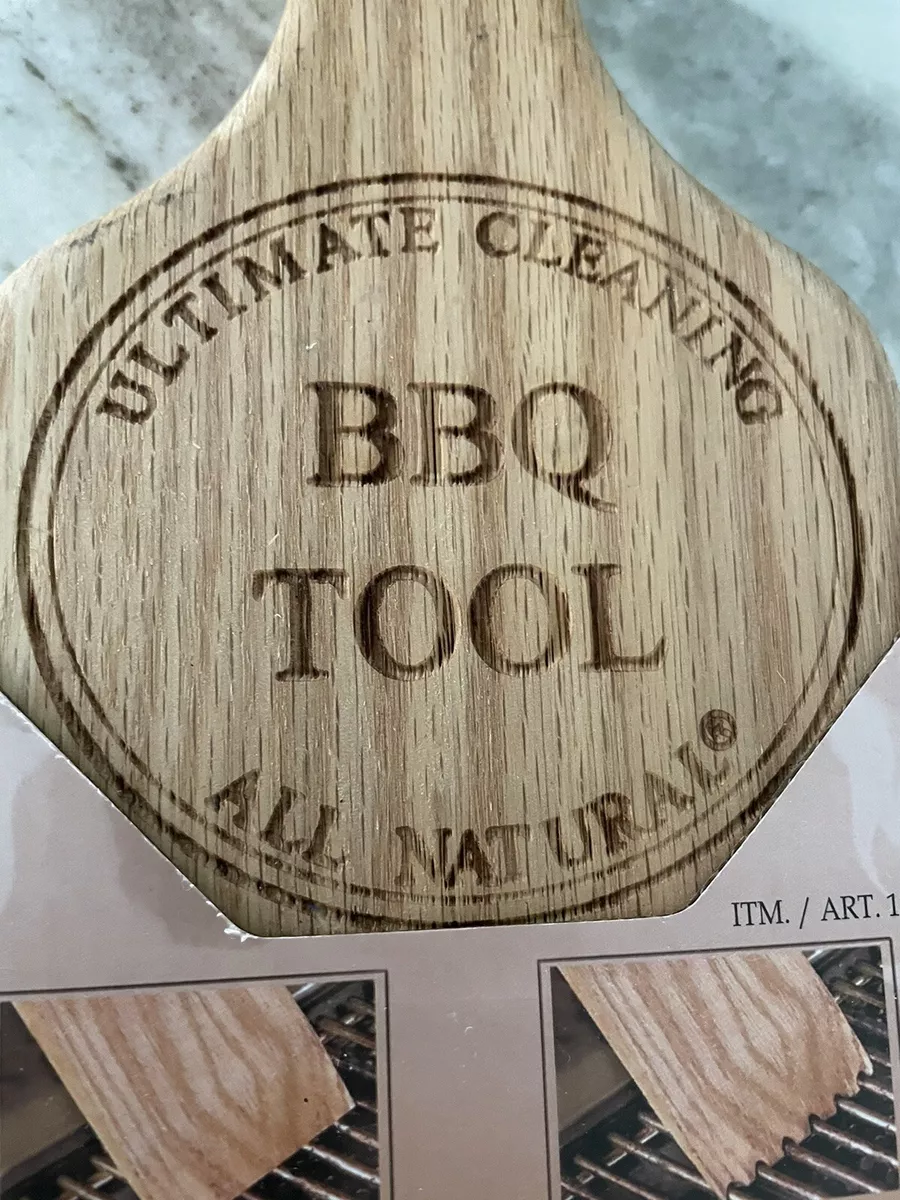 ULTIMATE CLEANING
BBQ
TOOL
ALL NATURAL®
ITM. / ART. 1